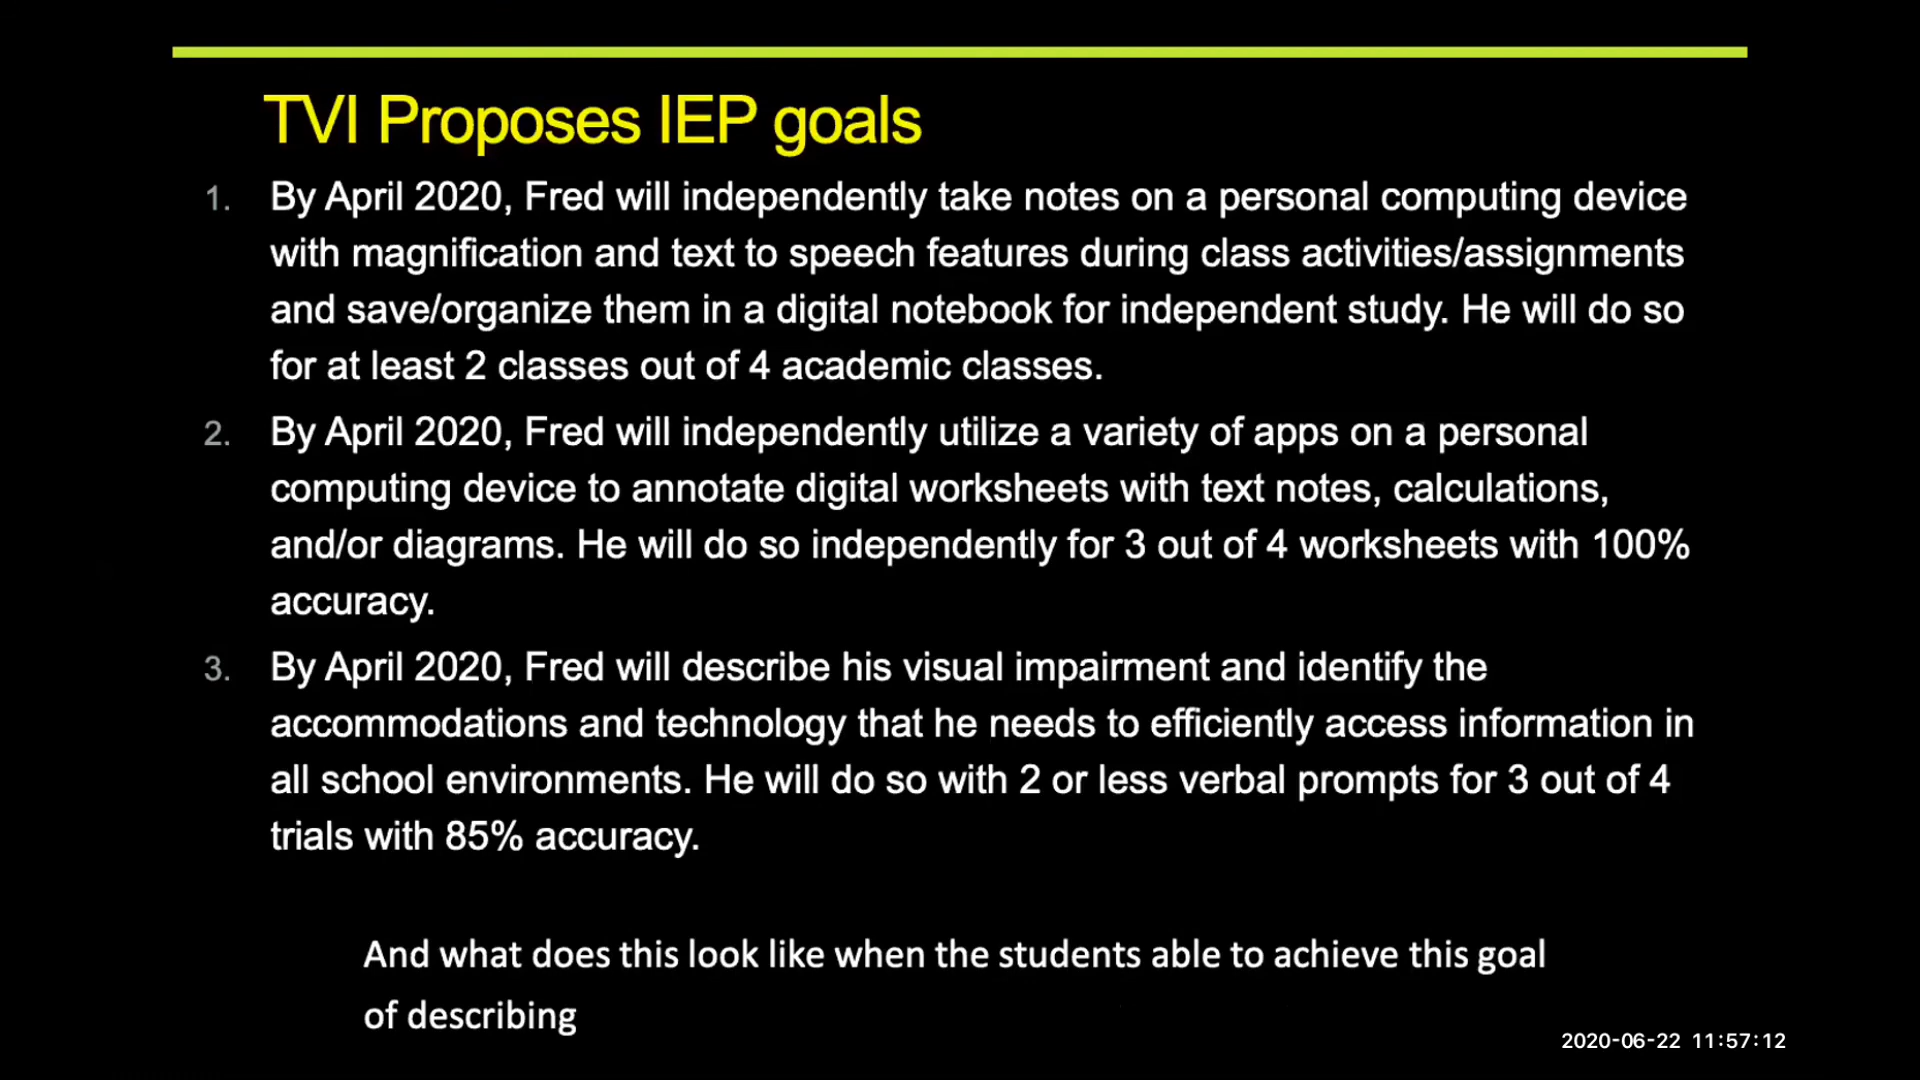 TVI Proposes IEP goals
1. By April 2020, Fred will independently take notes on a personal computing device
with magnification and text to speech features during class activities/assignments
and save/organize them in a digital notebook for independent study. He will do so
for at least 2 classes out of 4 academic classes.
2. By April 2020, Fred will independently utilize a variety of apps on a personal
computing device to annotate digital worksheets with text notes, calculations,
and/or diagrams. He will do so independently for 3 out of 4 worksheets with 100%
accuracy.
3. By April 2020, Fred will describe his visual impairment and identify the
accommodations and technology that he needs to efficiently access information in
all school environments. He will do so with 2 or less verbal prompts for 3 out of 4
trials with 85% accuracy.
And what does this look like when the students able to achieve this goal
of describing
2020-06-22 11:57:12